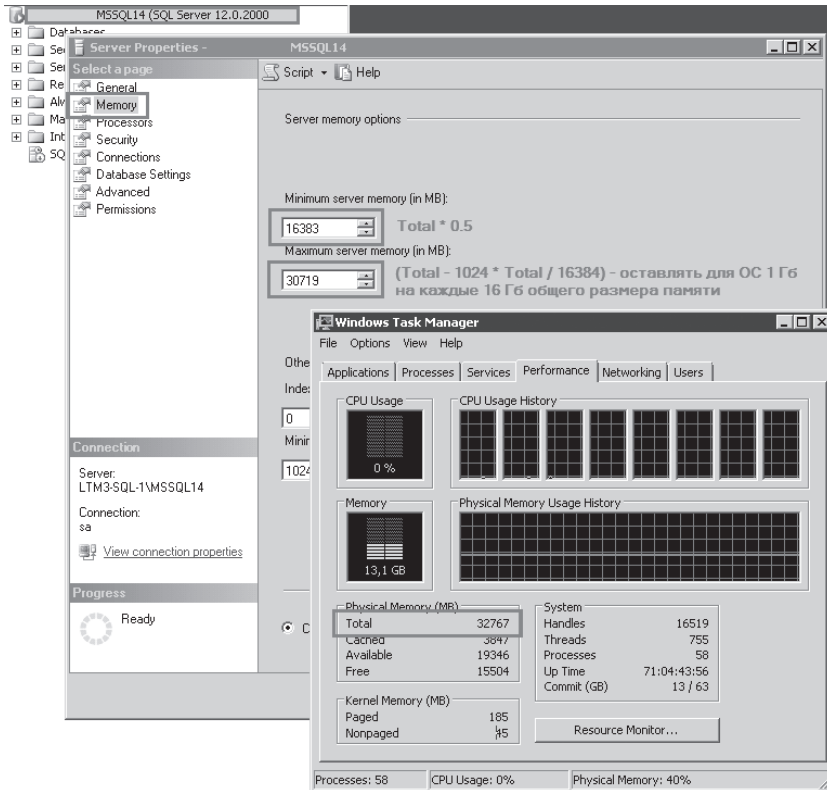 MSSQL14 (SQL Server 12.0.2000
Databases
Server Properties - MSSQL14
Select a page
General
Memory
Processors
Security
Connections
Database Settings
Advanced
Permissions
Script Help
Server memory options
Minimum server memory (in MB):
16383 Total * 0.5
Maximum server memory (in MB):
30719 (Total - 1024 * Total / 16384) - оставлять для ОС 1 Гб
на каждые 16 Гб общего размера памяти
Othe
Inde
0
Minir
1024
Connection
Server:
LTM3-SQL-1\MSSQL14
Connection:
sa
View connection properties
Progress
Ready
C
Windows Task Manager
File Options View Help
Applications Processes Services Performance Networking Users
CPU Usage CPU Usage History
0 %
Memory Physical Memory Usage History
13,1 GB
Physical Memory (MB)
Total 32767
Cached 3847
Available 19346
Free 15504
System
Handles 16519
Threads 755
Processes 58
Up Time 71:04:43:56
Commit (GB) 13 / 63
Kernel Memory (MB)
Paged 185
Nonpaged
Resource Monitor...
Processes: 58 CPU Usage: 0% Physical Memory: 40%